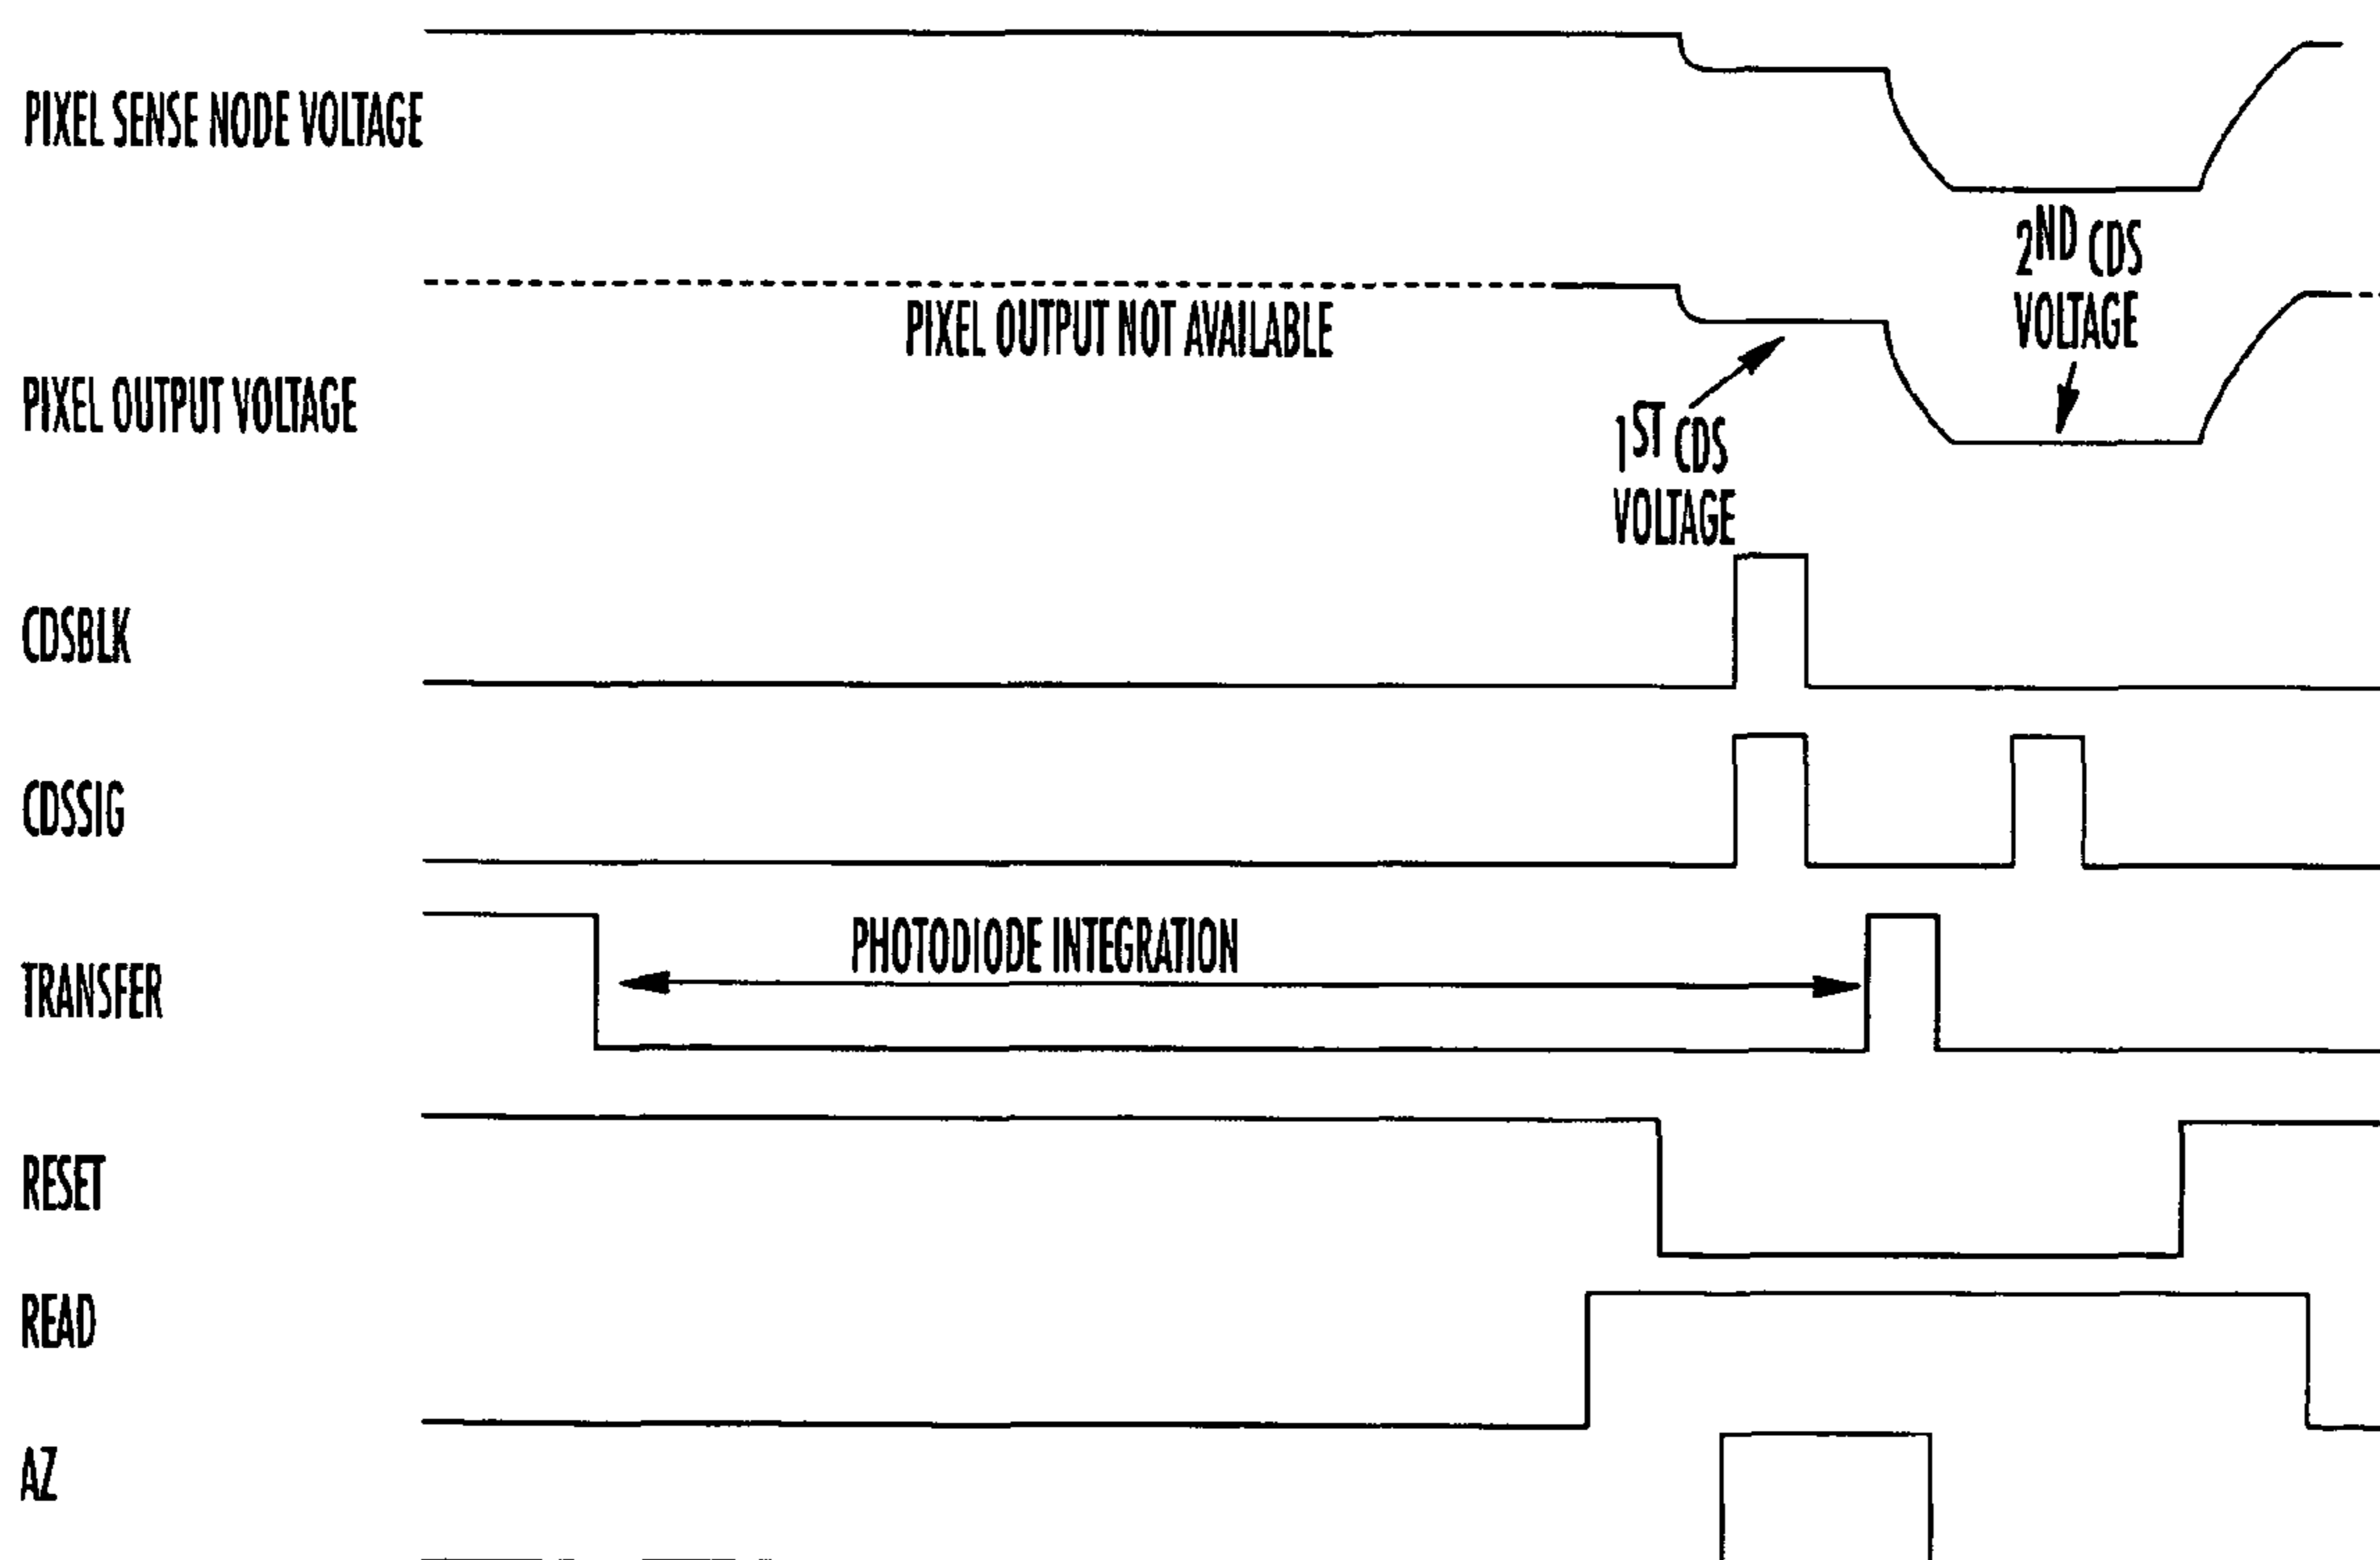 PIXEL SENSE NODE VOLTAGE
2ND CDS
VOLTAGE
PIXEL OUTPUT NOT AVAILABLE
PIXEL OUTPUT VOLTAGE
1ST CDS
VOLTAGE
CDSBLK
CDSSIG
PHOTODIODE INTEGRATION
TRANSFER
RESET
READ
AZ